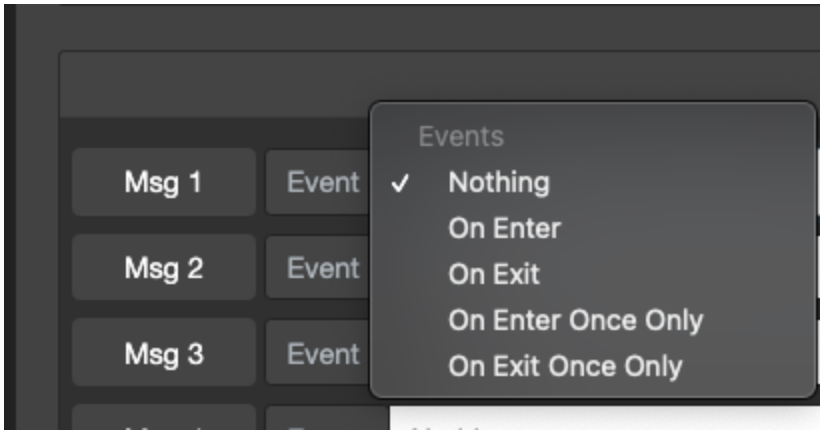 Events
Msg 1 Event ✓ Nothing
On Enter
Msg 2 Event On Exit
On Enter Once Only
Msg 3 Event On Exit Once Only